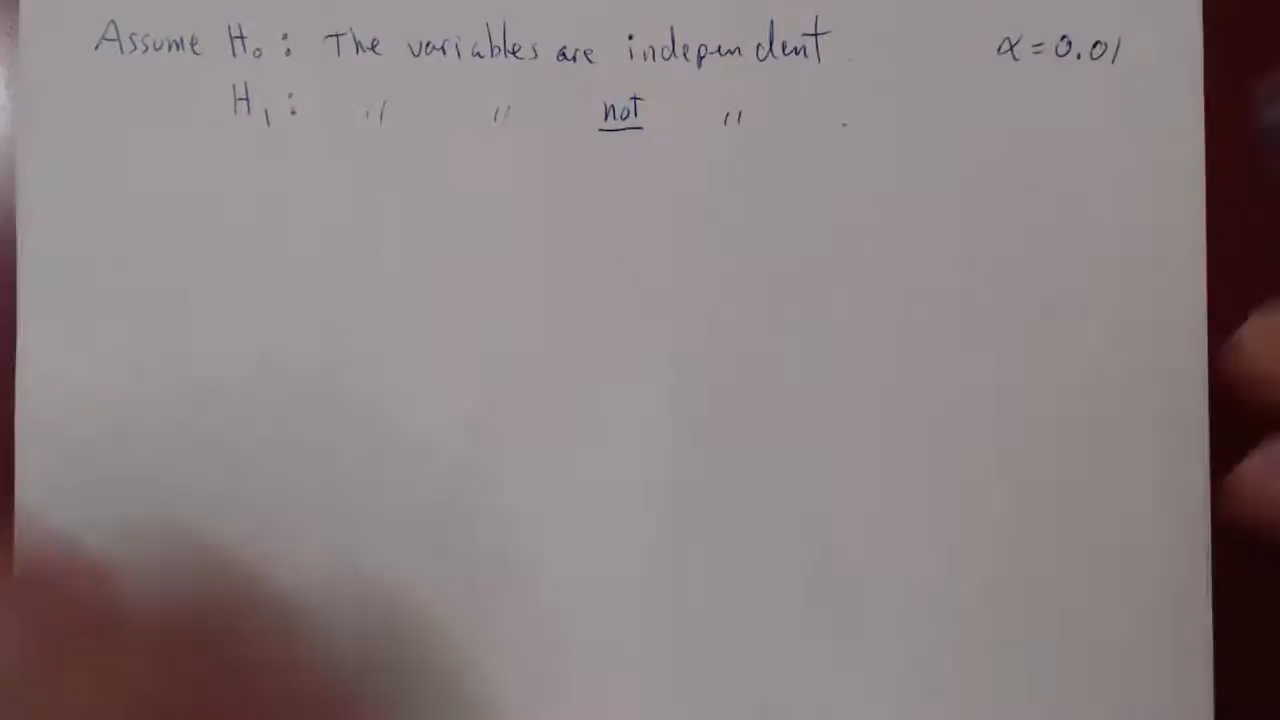 Assume H₀: The variables are independent. α = 0.01
H₁: " " not " .